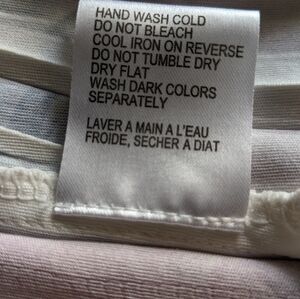 HAND WASH COLD
DO NOT BLEACH
COOL IRON ON REVERSE
DO NOT TUMBLE DRY
DRY FLAT
WASH DARK COLORS
SEPARATELY
LAVER A MAIN A L'EAU
FROIDE, SECHER A DIAT